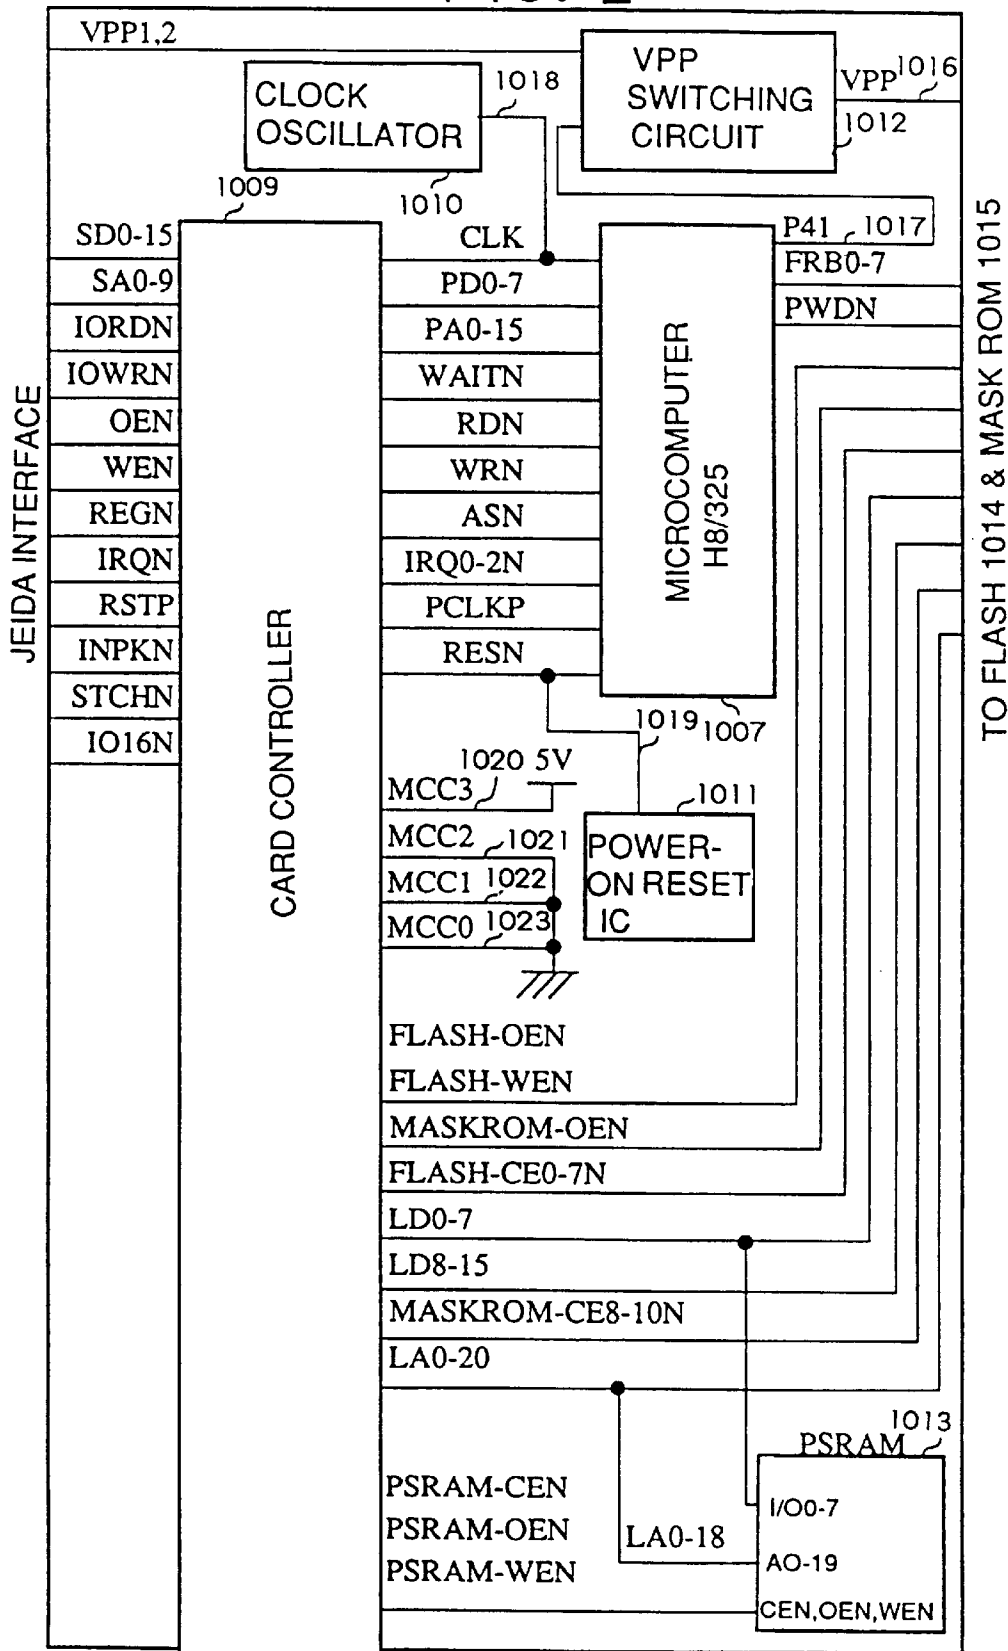 VPP1,2
CLOCK
OSCILLATOR
1018
1010
VPP
SWITCHING
CIRCUIT
VPP
1016
1012
1009
JEIDA INTERFACE
SD0-15
SA0-9
IORDN
IOWRN
OEN
WEN
REGN
IRQN
RSTP
INPKN
STCHN
IO16N
CARD CONTROLLER
CLK
PD0-7
PA0-15
WAITN
RDN
WRN
ASN
IRQ0-2N
PCLKP
RESN
MICROCOMPUTER
H8/325
1007
P41
1017
FRB0-7
PWDN
TO FLASH 1014 & MASK ROM 1015
1019
1011
POWER-
ON RESET
IC
MCC3
1020
5V
MCC2
1021
MCC1
1022
MCC0
1023
FLASH-OEN
FLASH-WEN
MASKROM-OEN
FLASH-CE0-7N
LD0-7
LD8-15
MASKROM-CE8-10N
LA0-20
PSRAM-CEN
PSRAM-OEN
PSRAM-WEN
LA0-18
PSRAM
1013
I/O0-7
AO-19
CEN,OEN,WEN